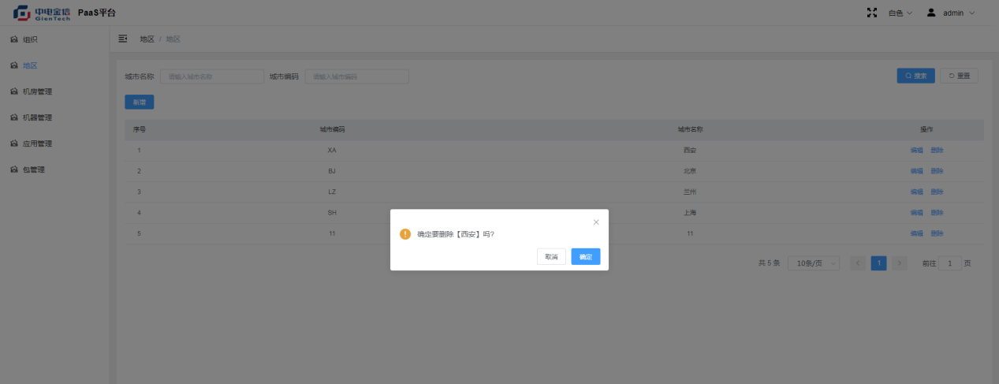 中电金信 GienTech PaaS平台 白色 admin
组织
地区
机房管理
机器管理
应用管理
包管理
地区 / 地区
城市名称 请输入城市名称 城市编码 请输入城市编码 搜索 重置
新增
序号 城市编码 城市名称 操作
1 XA 西安 编辑 删除
2 BJ 北京 编辑 删除
3 LZ 兰州 编辑 删除
4 SH 上海 编辑 删除
5 11 11 编辑 删除
确定要删除【西安】吗?
取消 确定
共 5 条 10条/页 < 1 > 前往 1 页